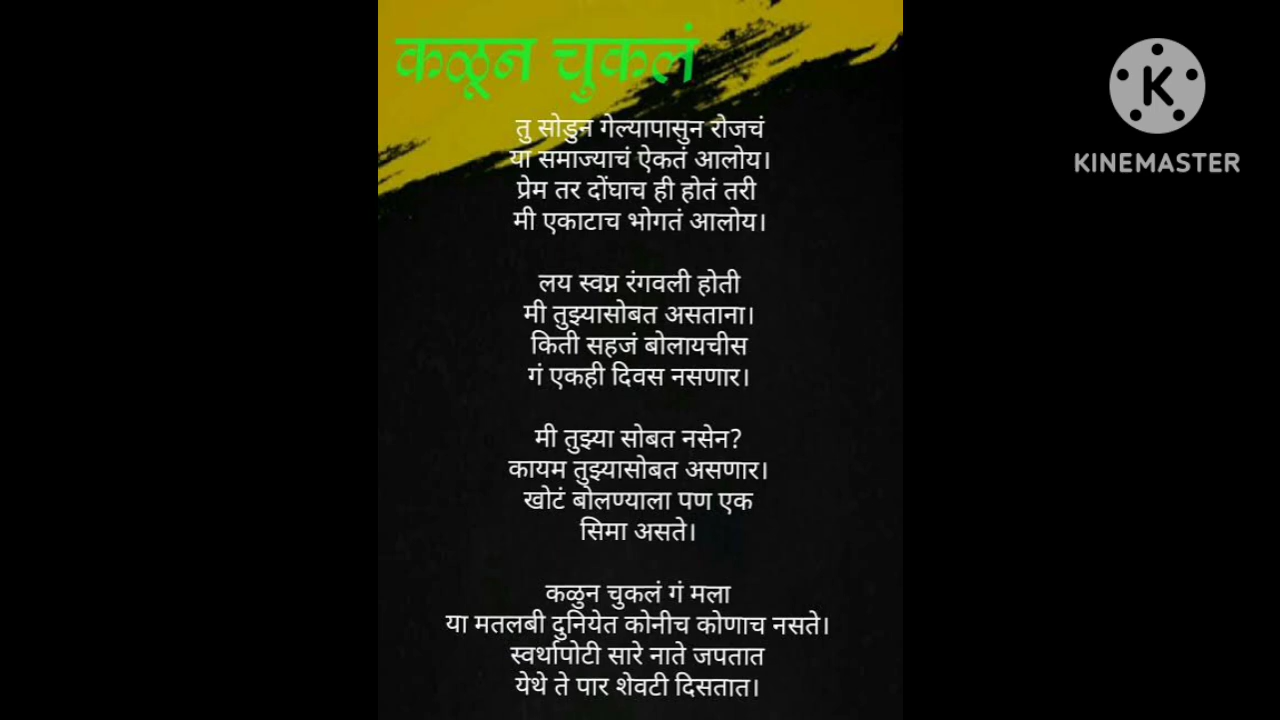 कळून चुकलं
तु सोडुन गेल्यापासुन रोजचं
या समाज्याचं ऐकतं आलोय।
प्रेम तर दोंघाच ही होतं तरी
मी एकाटाच भोगतं आलोय।
लय स्वप्न रंगवली होती
मी तुझ्यासोबत असताना।
किती सहजं बोलायचीस
गं एकही दिवस नसणार।
मी तुझ्या सोबत नसेन?
कायम तुझ्यासोबत असणार।
खोटं बोलण्याला पण एक
सिमा असते।
कळुन चुकलं गं मला
या मतलबी दुनियेत कोनीच कोणाच नसते।
स्वर्थापोटी सारे नाते जपतात
येथे ते पार शेवटी दिसतात।
K
KINEMASTER